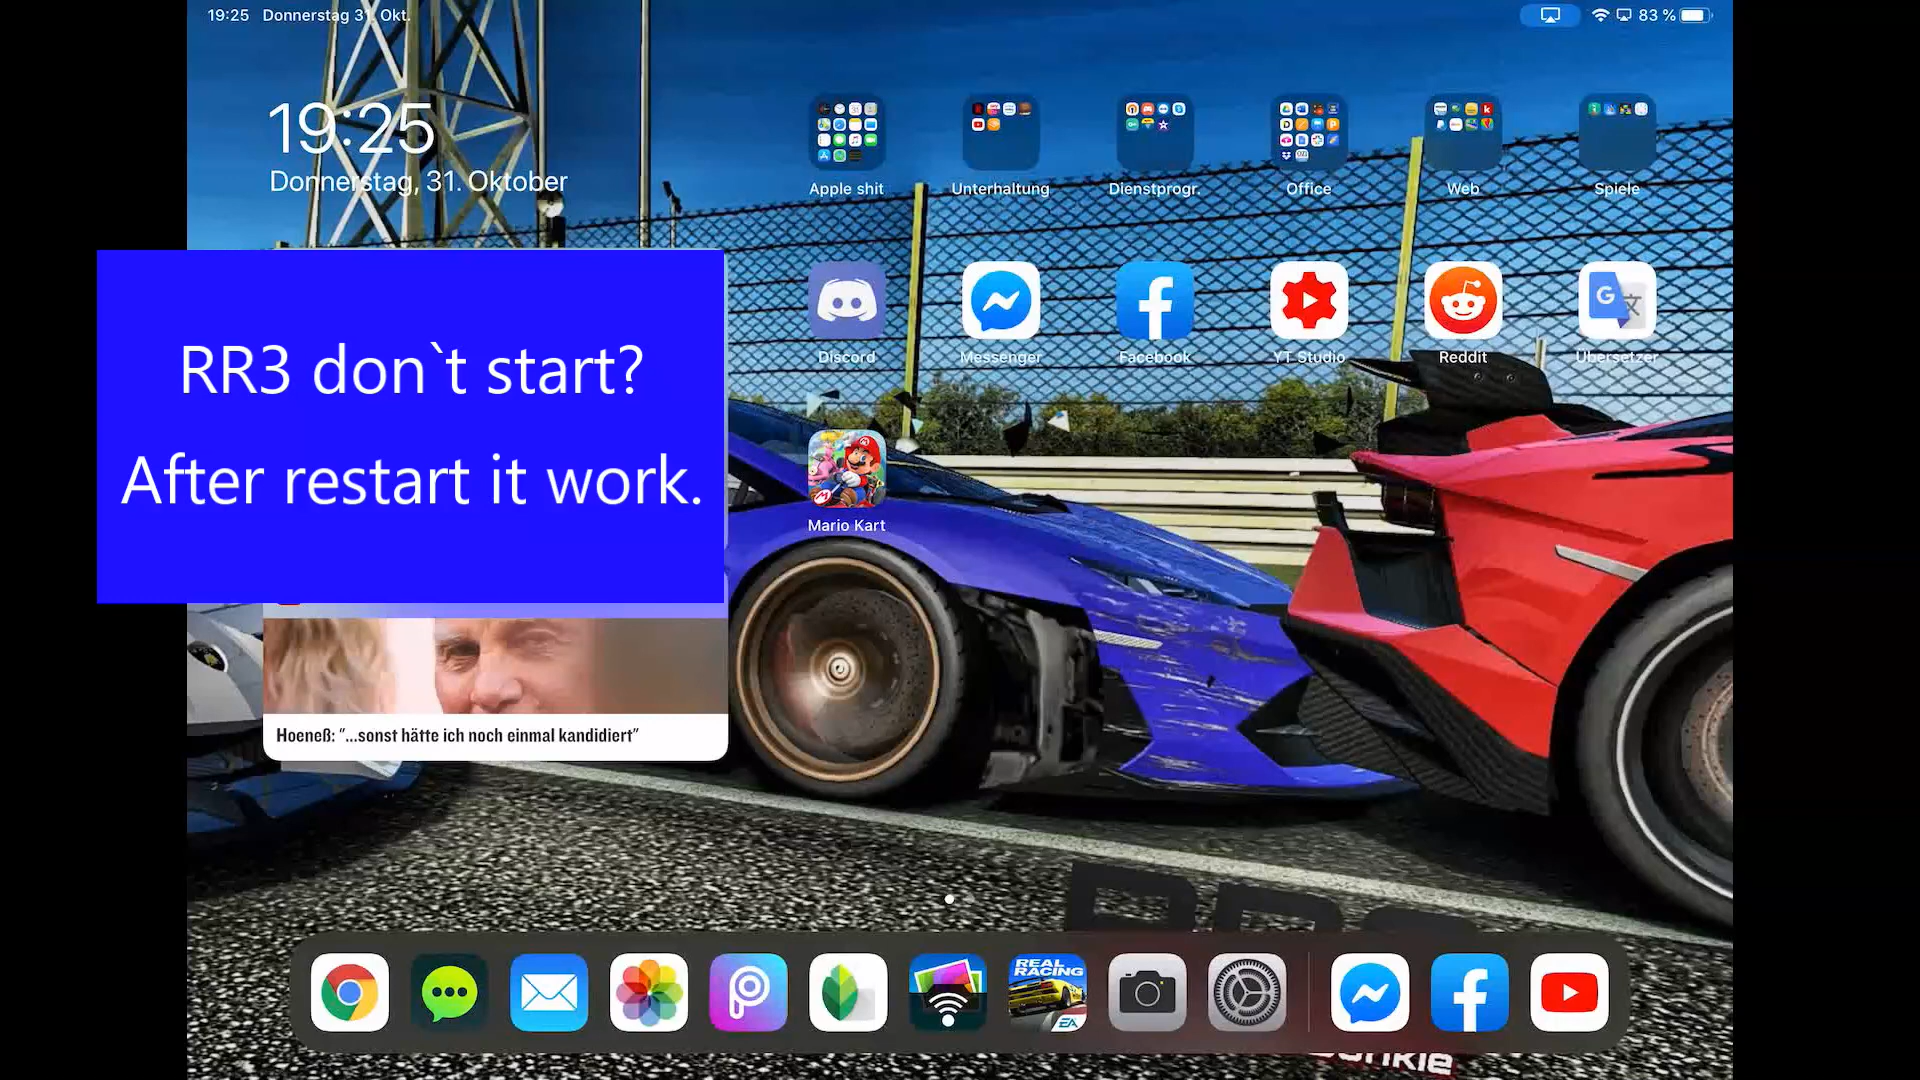 19:25 Donnerstag 31. Okt.
83 %
19:25
Donnerstag, 31. Oktober
Apple shit
Unterhaltung
Dienstprogr.
Office
Web
Spiele
RR3 don`t start?
After restart it work.
Discord
Messenger
Facebook
YT Studio
Reddit
Übersetzer
Mario Kart
Hoeneß: "...sonst hätte ich noch einmal kandidiert"
REAL
RACING
EA